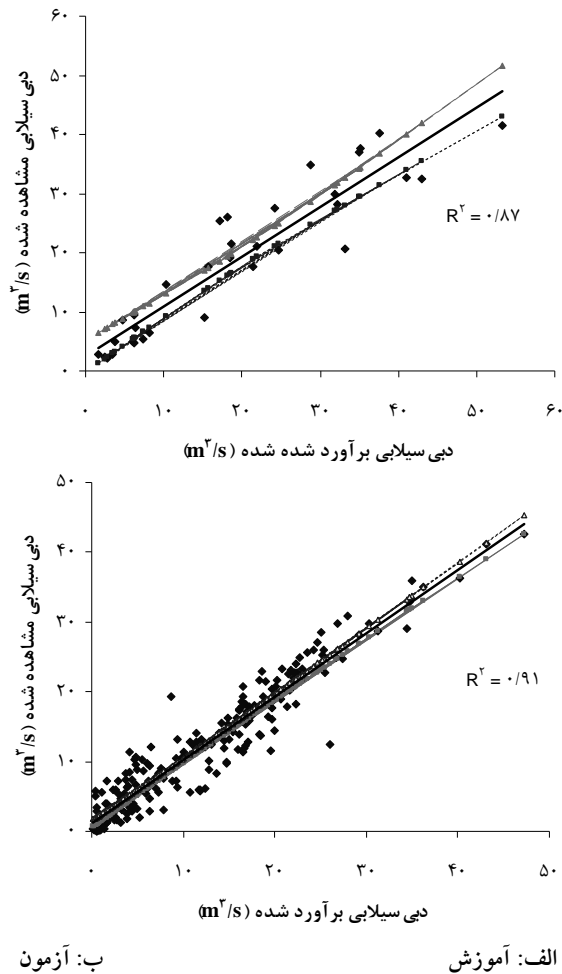 ۶۰
۵۰
۴۰
۳۰
۲۰
۱۰
۰
دبی سیلابی مشاهده شده (m³/s)
R² = ۰/۸۷
۰ ۱۰ ۲۰ ۳۰ ۴۰ ۵۰ ۶۰
دبی سیلابی برآورد شده شده (m³/s)
۵۰
۴۰
۳۰
۲۰
۱۰
۰
دبی سیلابی مشاهده شده (m³/s)
R² = ۰/۹۱
۰ ۱۰ ۲۰ ۳۰ ۴۰ ۵۰
دبی سیلابی برآورد شده (m³/s)
الف: آموزش ب: آزمون